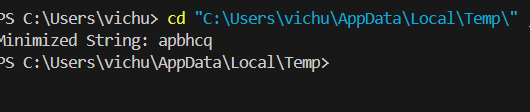 PS C:\Users\vichu> cd "C:\Users\vichu\AppData\Local\Temp\"
Minimized String: apbhcq
PS C:\Users\vichu\AppData\Local\Temp>